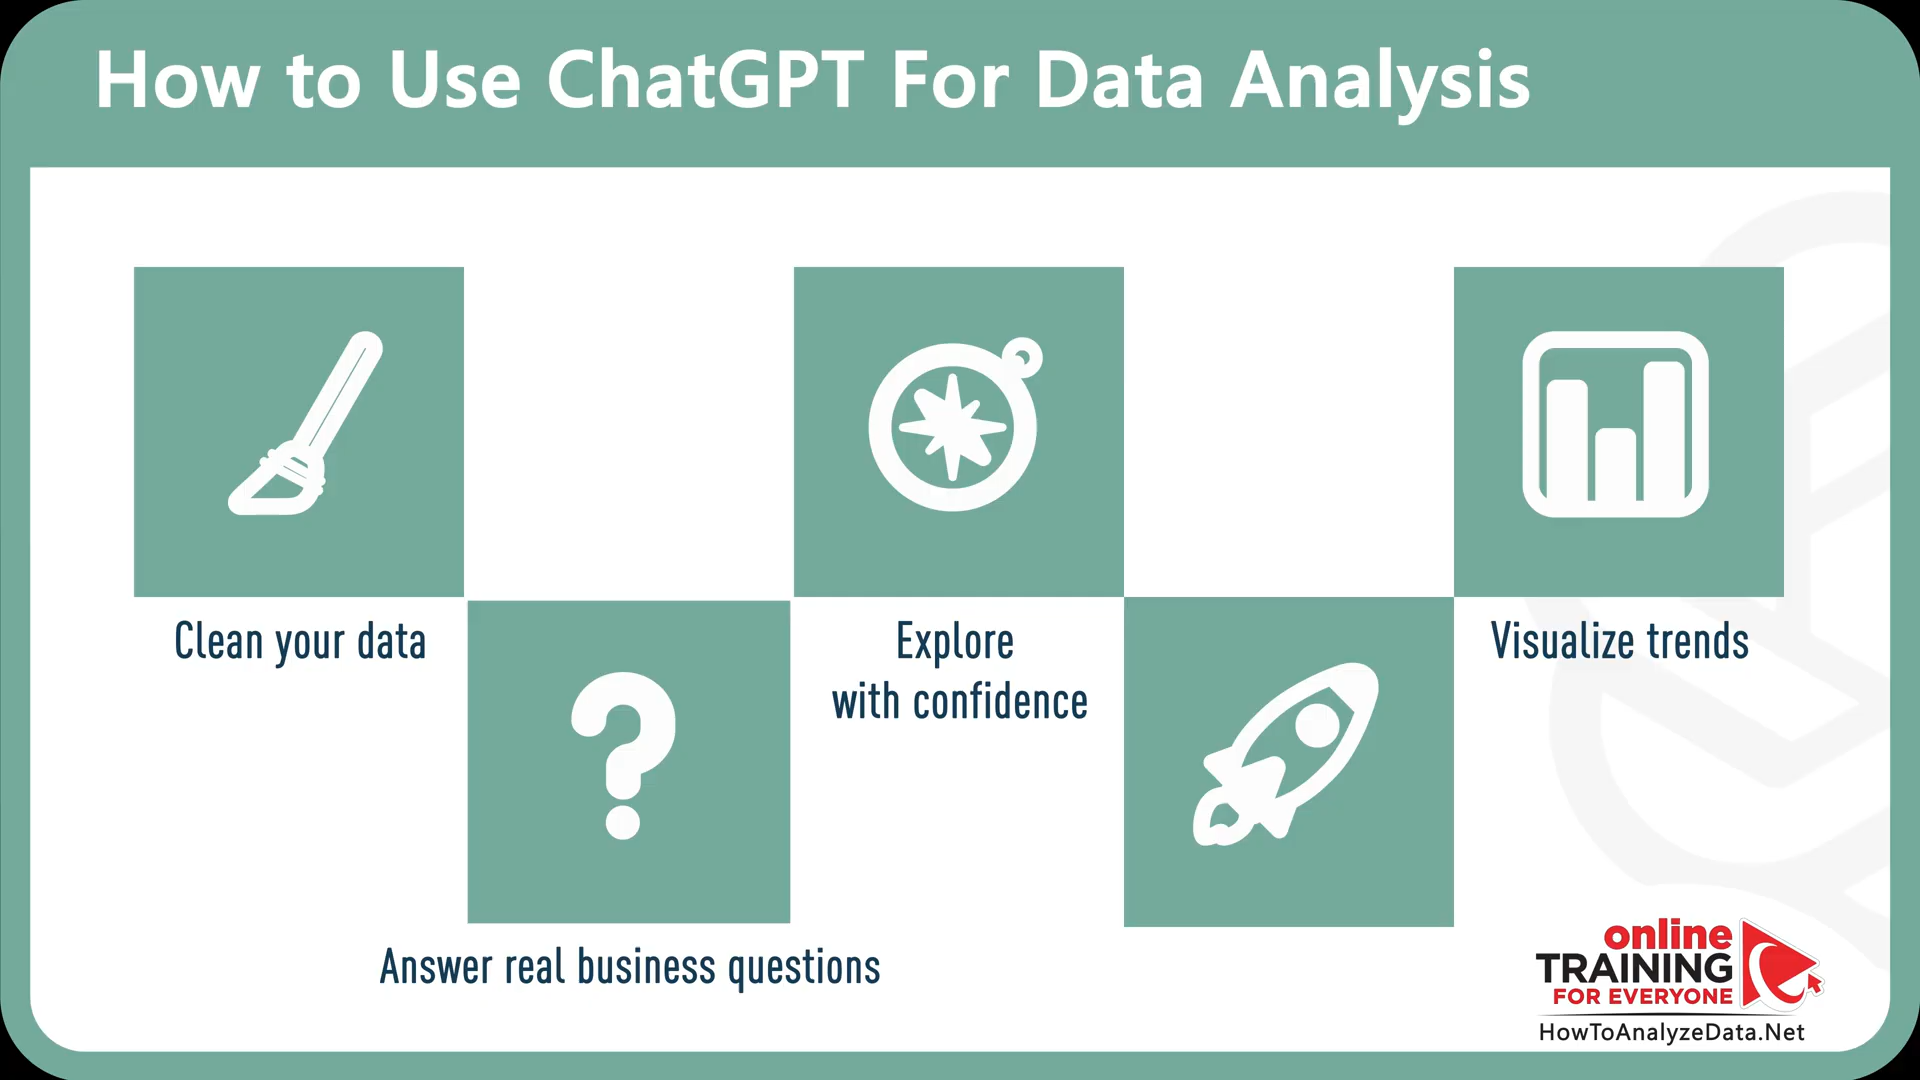 How to Use ChatGPT For Data Analysis
Clean your data
Answer real business questions
Explore
with confidence
Visualize trends
online
TRAINING
FOR EVERYONE
HowToAnalyzeData.Net